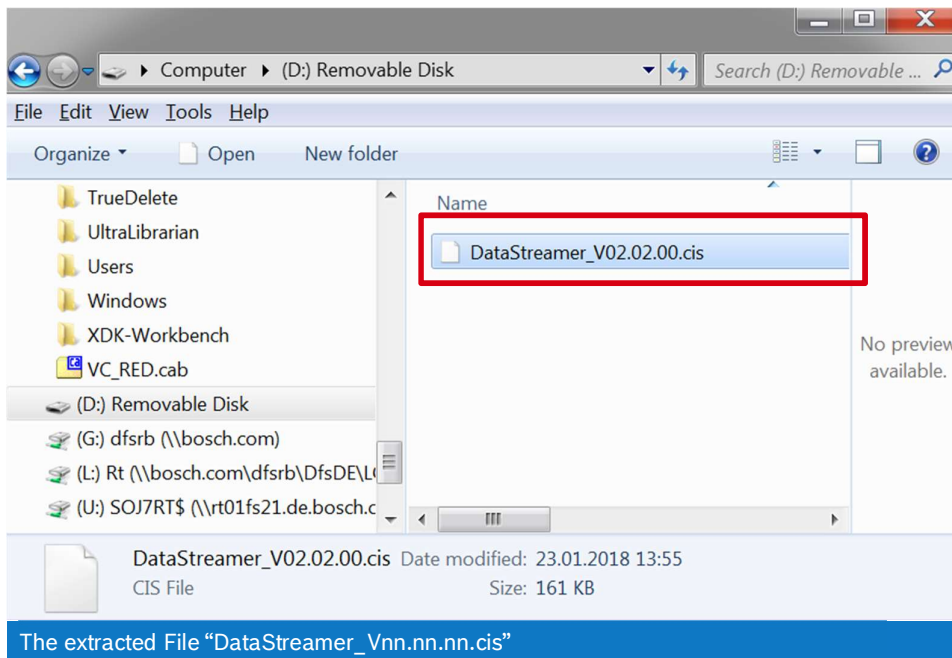 Computer (D:) Removable Disk
Search (D:) Removable ...
File Edit View Tools Help
Organize Open New folder
TrueDelete
UltraLibrarian
Users
Windows
XDK-Workbench
VC_RED.cab
(D:) Removable Disk
(G:) dfsrb (\\bosch.com)
(L:) Rt (\\bosch.com\dfsrb\DfsDE\L
(U:) SOJ7RT$ (\\rt01fs21.de.bosch.c
Name
DataStreamer_V02.02.00.cis
No preview
available.
DataStreamer_V02.02.00.cis Date modified: 23.01.2018 13:55
CIS File Size: 161 KB
The extracted File “DataStreamer_Vnn.nn.nn.cis”